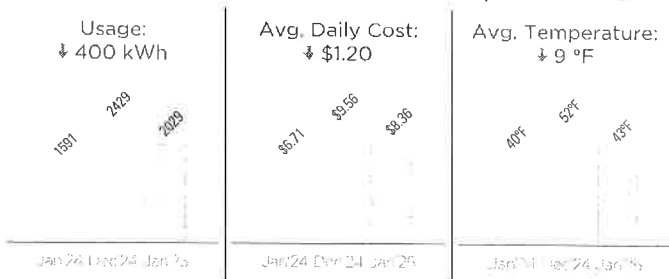 Usage:
↓ 400 kWh
1591
2429
2029
Jan 24 Dec 24 Jan 25
Avg. Daily Cost:
↓ $1.20
$6.71
$9.56
$8.36
Jan 24 Dec 24 Jan 25
Avg. Temperature:
↓ 9 °F
40°F
52°F
43°F
Jan 24 Dec 24 Jan 25